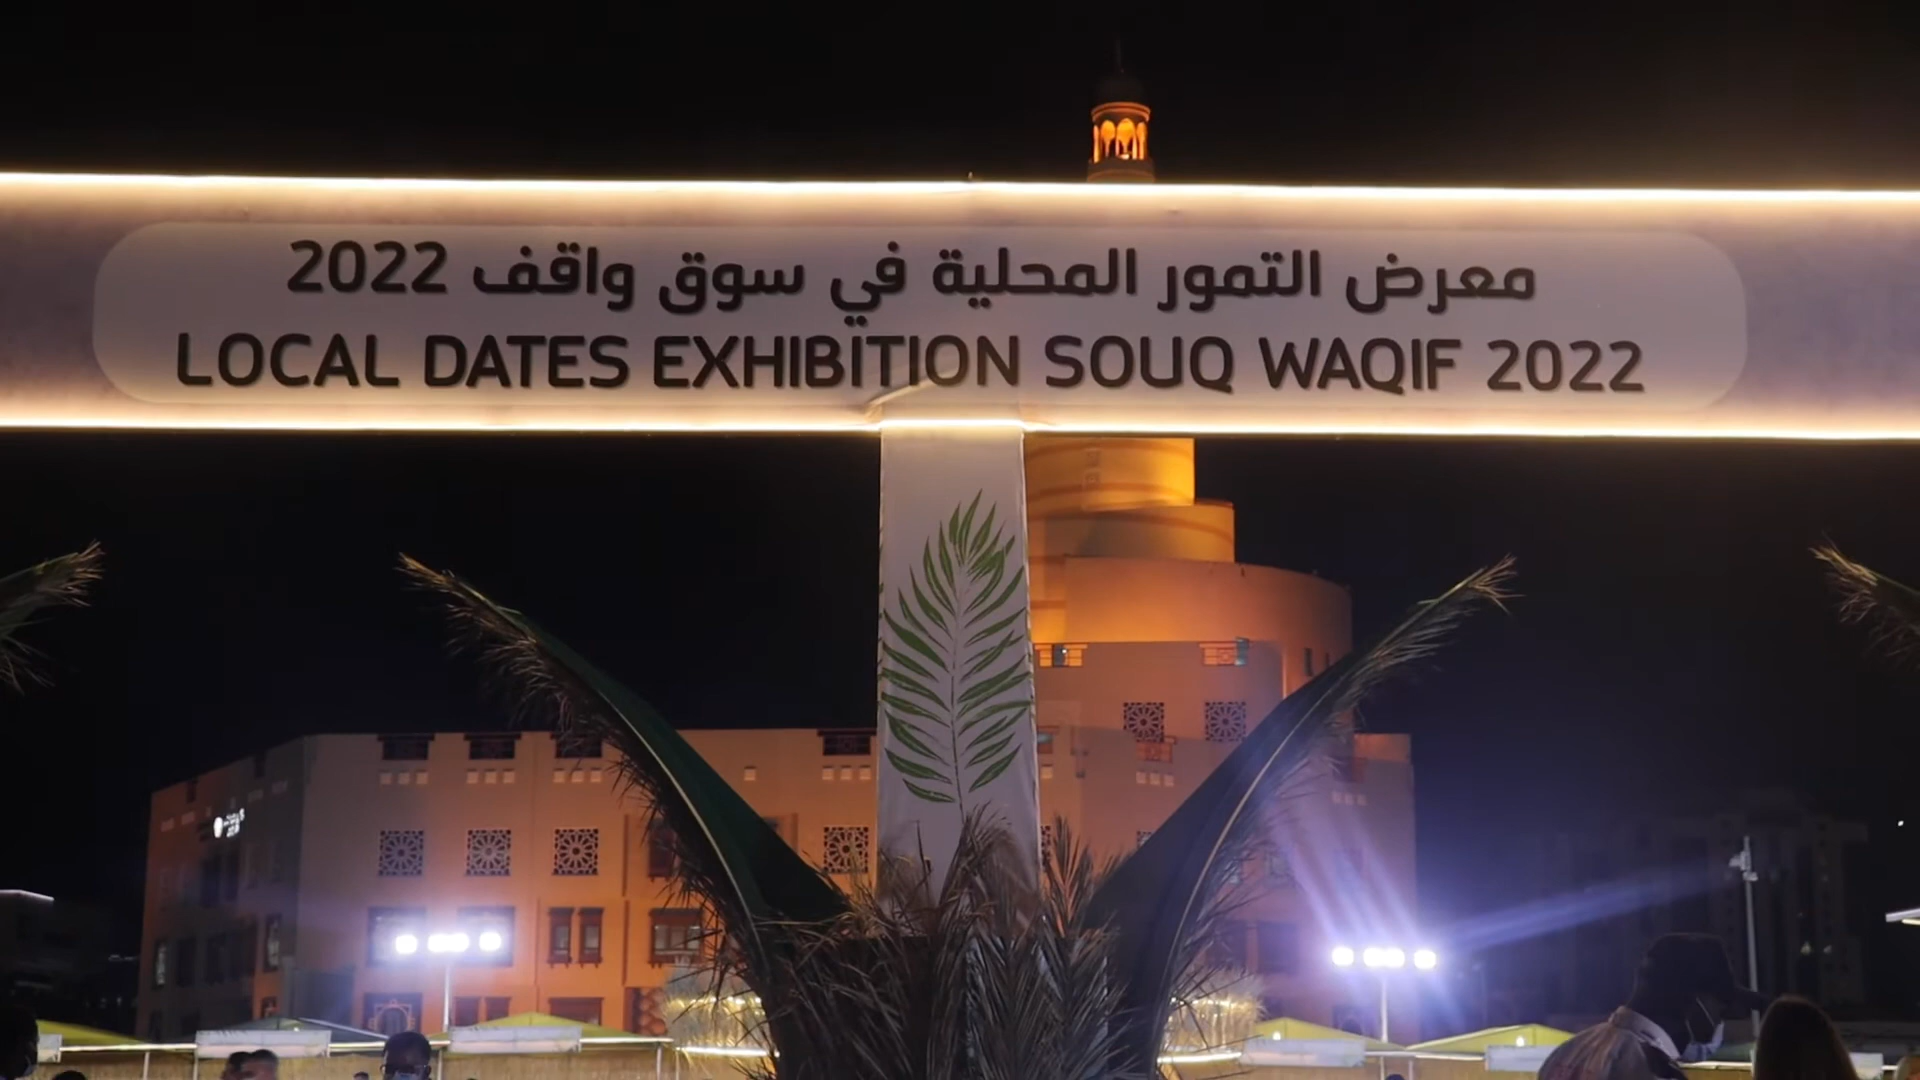 معرض التمور المحلية في سوق واقف 2022
LOCAL DATES EXHIBITION SOUQ WAQIF 2022